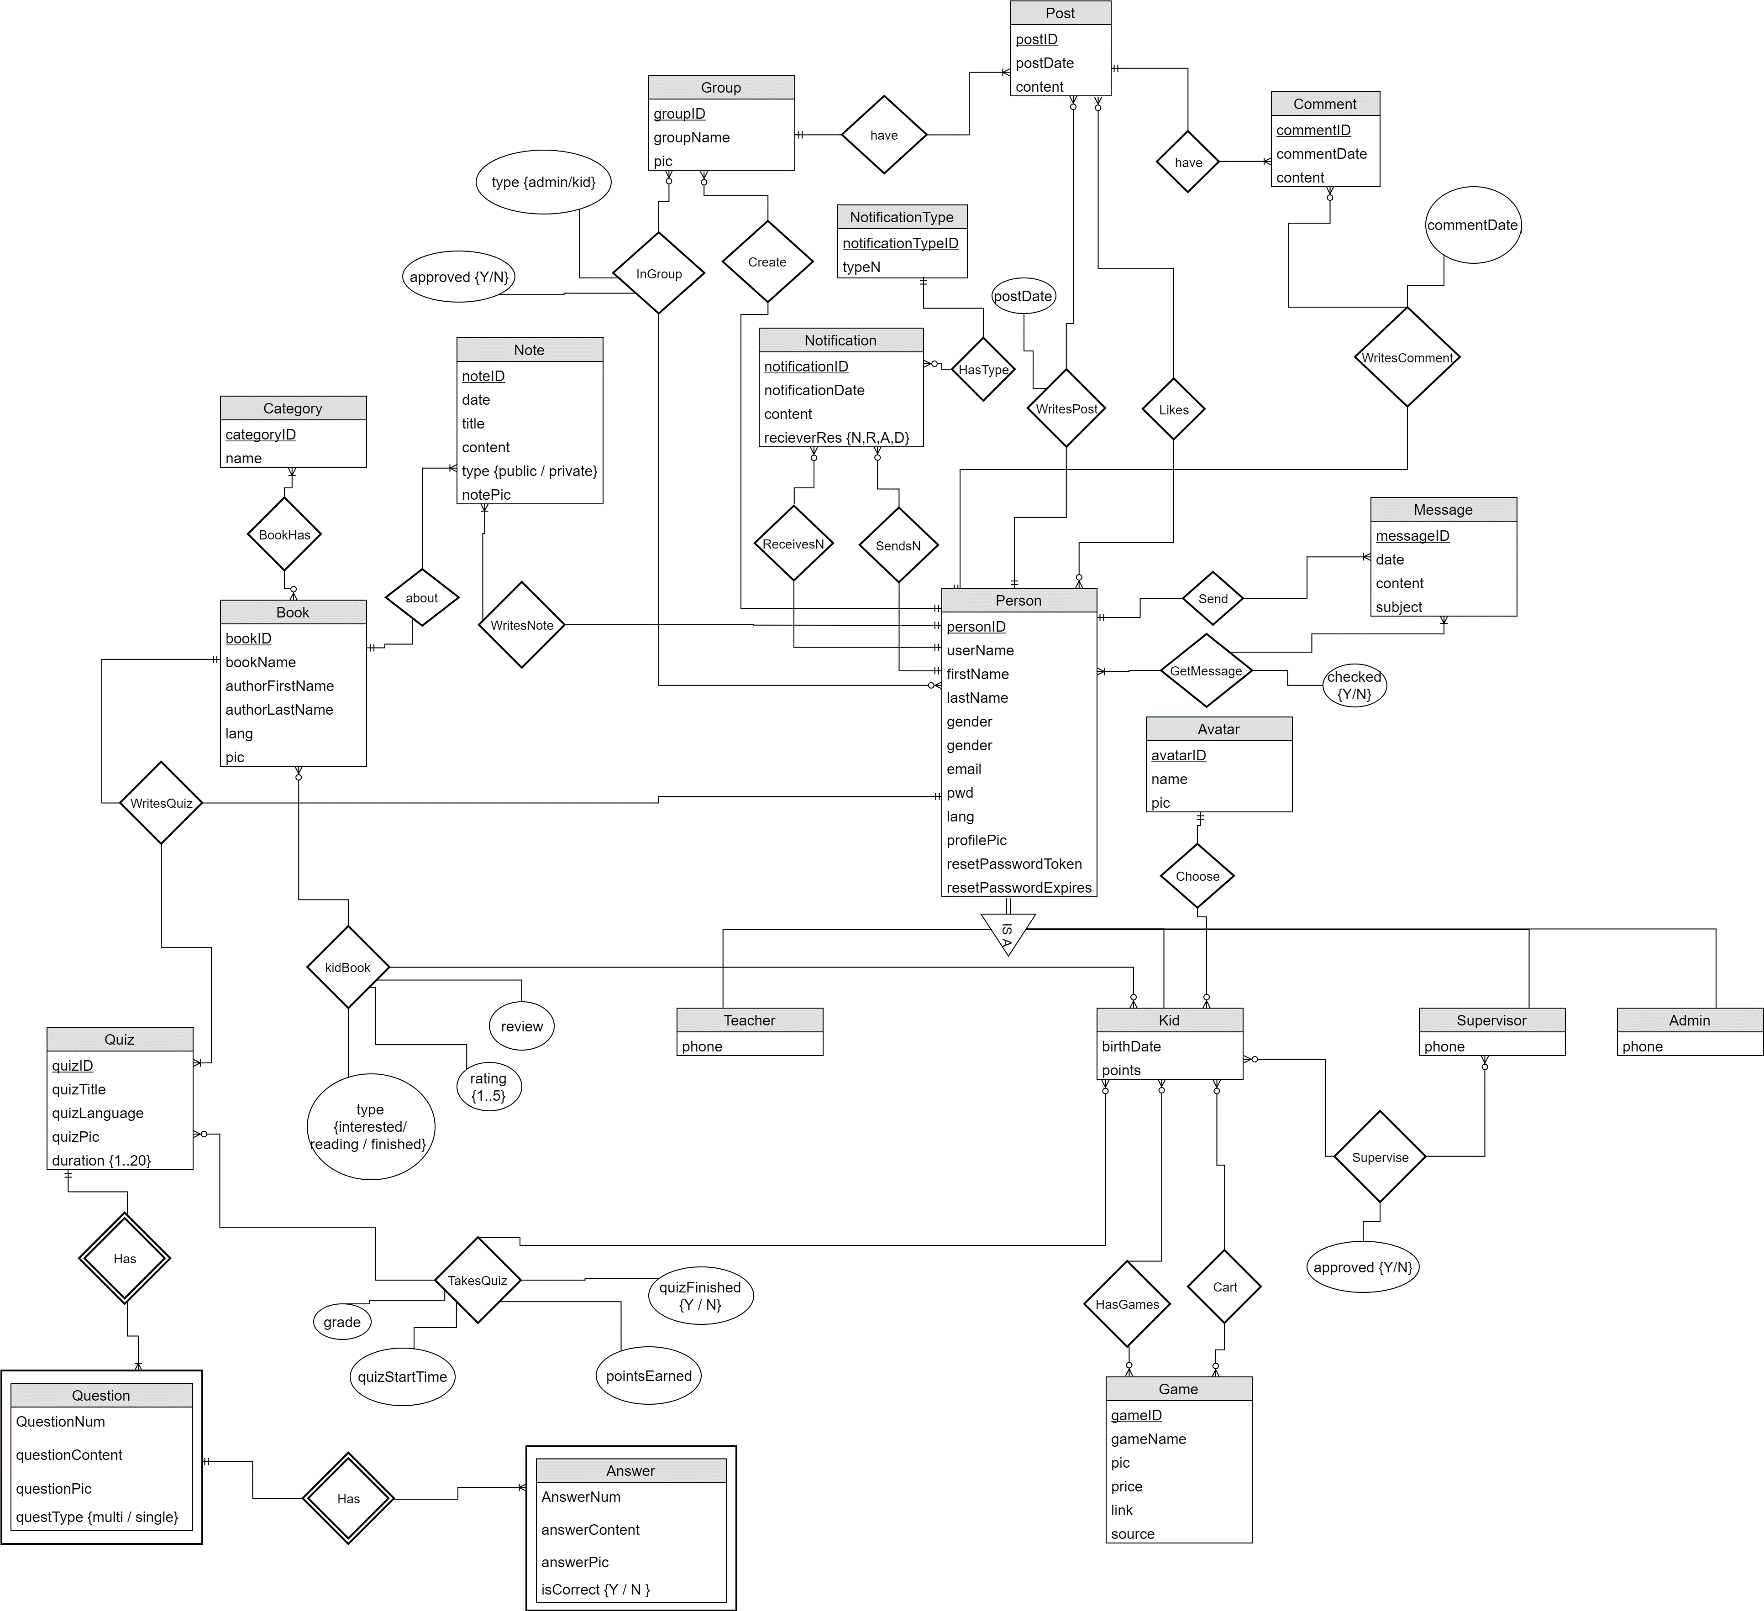 Post
postID
postDate
content
Group
groupID
groupName
pic
have
Comment
commentID
commentDate
content
have
type {admin/kid}
approved {Y/N}
InGroup
Create
NotificationType
notificationTypeID
typeN
commentDate
postDate
Note
noteID
date
title
content
type {public / private}
notePic
Notification
notificationID
notificationDate
content
recieverRes {N,R,A,D}
HasType
WritesPost
Likes
WritesComment
Category
categoryID
name
BookHas
about
WritesNote
ReceivesN
SendsN
Message
messageID
date
content
subject
Send
GetMessage
checked
{Y/N}
Book
bookID
bookName
authorFirstName
authorLastName
lang
pic
Person
personID
userName
firstName
lastName
gender
gender
email
pwd
lang
profilePic
resetPasswordToken
resetPasswordExpires
Avatar
avatarID
name
pic
Choose
WritesQuiz
IS A
kidBook
review
rating
{1..5}
type
{interested/
reading / finished}
Teacher
phone
Kid
birthDate
points
Supervisor
phone
Admin
phone
Quiz
quizID
quizTitle
quizLanguage
quizPic
duration {1..20}
Supervise
approved {Y/N}
Has
TakesQuiz
grade
quizStartTime
pointsEarned
quizFinished
{Y / N}
HasGames
Cart
Question
QuestionNum
questionContent
questionPic
questType {multi / single}
Has
Answer
AnswerNum
answerContent
answerPic
isCorrect {Y / N }
Game
gameID
gameName
pic
price
link
source